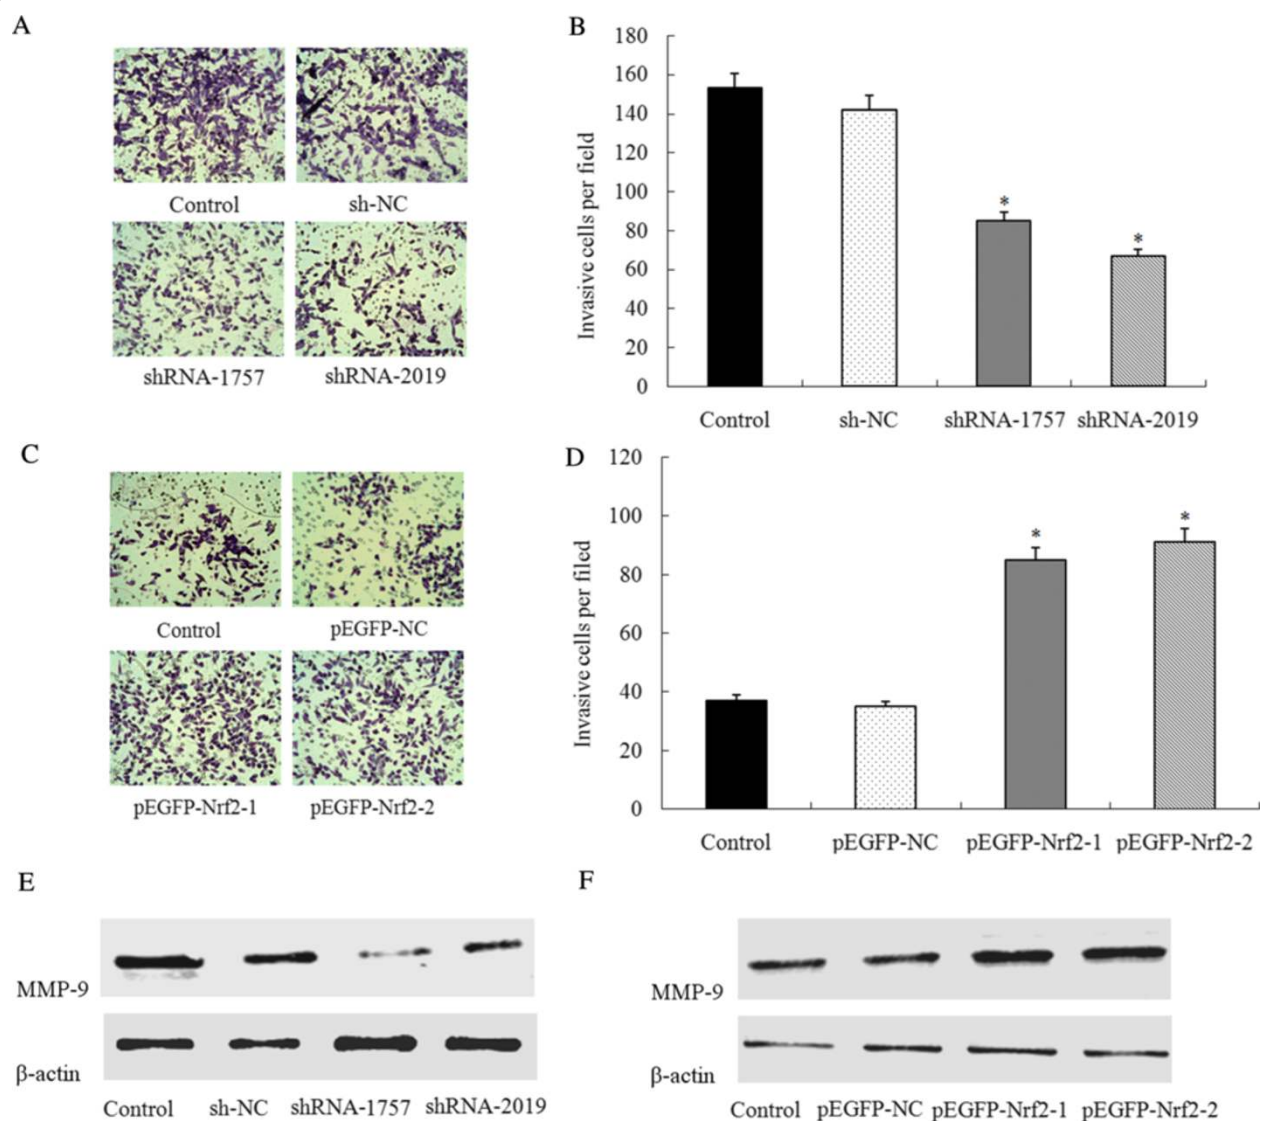 A
Control
sh-NC
shRNA-1757
shRNA-2019
B
180
160
140
120
100
80
60
40
20
0
Invasive cells per field
*
*
Control
sh-NC
shRNA-1757
shRNA-2019
C
Control
pEGFP-NC
pEGFP-Nrf2-1
pEGFP-Nrf2-2
D
120
100
80
60
40
20
0
Invasive cells per filed
*
*
Control
pEGFP-NC
pEGFP-Nrf2-1
pEGFP-Nrf2-2
E
MMP-9
β-actin
Control
sh-NC
shRNA-1757
shRNA-2019
F
MMP-9
β-actin
Control
pEGFP-NC
pEGFP-Nrf2-1
pEGFP-Nrf2-2